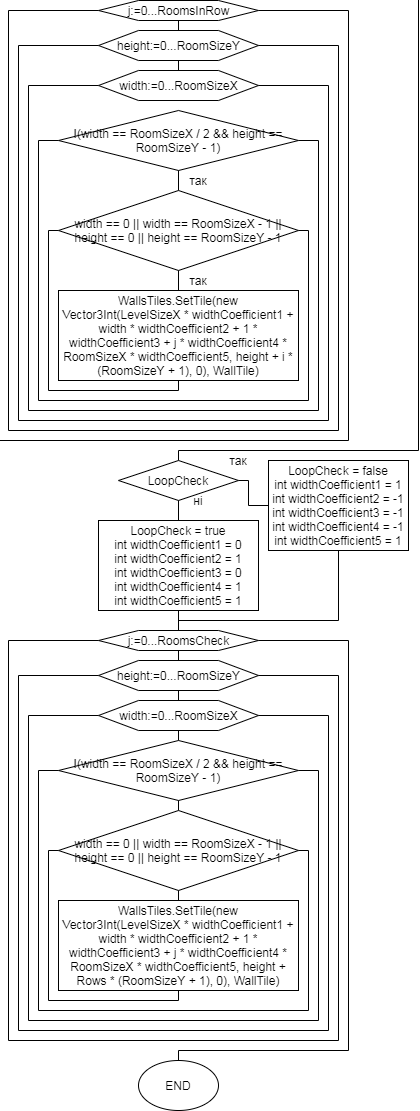 j:=0...RoomsInRow
height:=0...RoomSizeY
width:=0...RoomSizeX
!(width == RoomSizeX / 2 && height ==
RoomSizeY - 1)
так
width == 0 || width == RoomSizeX - 1 ||
height == 0 || height == RoomSizeY - 1
так
WallsTiles.SetTile(new
Vector3Int(LevelSizeX * widthCoefficient1 +
width * widthCoefficient2 + 1 *
widthCoefficient3 + j * widthCoefficient4 *
RoomSizeX * widthCoefficient5, height + i *
(RoomSizeY + 1), 0), WallTile)
так
LoopCheck
ні
LoopCheck = false
int widthCoefficient1 = 1
int widthCoefficient2 = -1
int widthCoefficient3 = -1
int widthCoefficient4 = -1
int widthCoefficient5 = 1
LoopCheck = true
int widthCoefficient1 = 0
int widthCoefficient2 = 1
int widthCoefficient3 = 0
int widthCoefficient4 = 1
int widthCoefficient5 = 1
j:=0...RoomsCheck
height:=0...RoomSizeY
width:=0...RoomSizeX
!(width == RoomSizeX / 2 && height ==
RoomSizeY - 1)
width == 0 || width == RoomSizeX - 1 ||
height == 0 || height == RoomSizeY - 1
WallsTiles.SetTile(new
Vector3Int(LevelSizeX * widthCoefficient1 +
width * widthCoefficient2 + 1 *
widthCoefficient3 + j * widthCoefficient4 *
RoomSizeX * widthCoefficient5, height +
Rows * (RoomSizeY + 1), 0), WallTile)
END